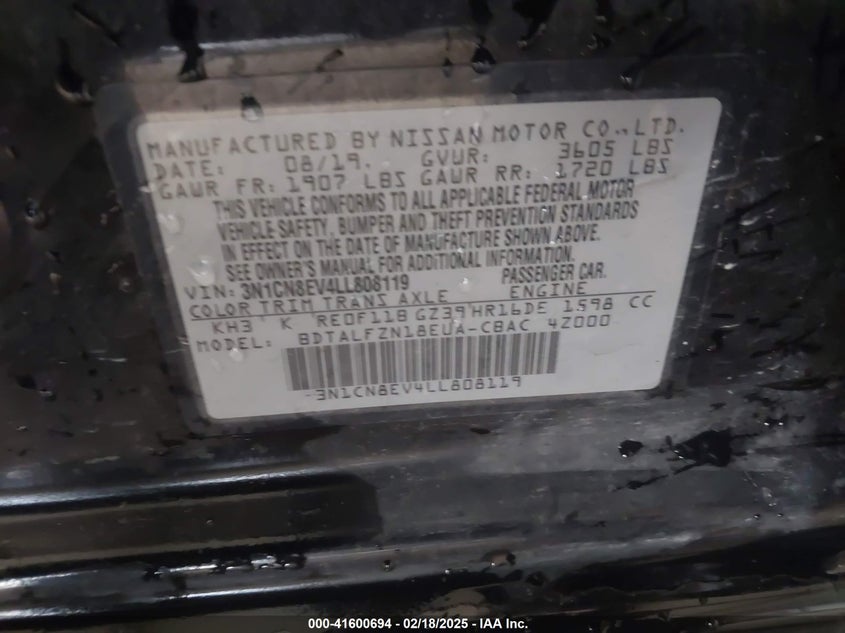 MANUFACTURED BY NISSAN MOTOR CO., LTD.
DATE: 08/19. GVWR: 3605 LBS
GAWR FR: 1907 LBS GAWR RR: 1720 LBS
THIS VEHICLE CONFORMS TO ALL APPLICABLE FEDERAL MOTOR
VEHICLE SAFETY, BUMPER AND THEFT PREVENTION STANDARDS
IN EFFECT ON THE DATE OF MANUFACTURE SHOWN ABOVE.
SEE OWNER'S MANUAL FOR ADDITIONAL INFORMATION.
VIN: 3N1CN8EV4LL808119 PASSENGER CAR.
COLOR TRIM TRANS AXLE ENGINE
KH3 K RE0F11B GZ39 HR16DE 1598 CC
MODEL: BDTALFZN18EUA-CBAC 4Z000
3N1CN8EV4LL808119
000-41600694 - 02/18/2025 - IAA Inc.